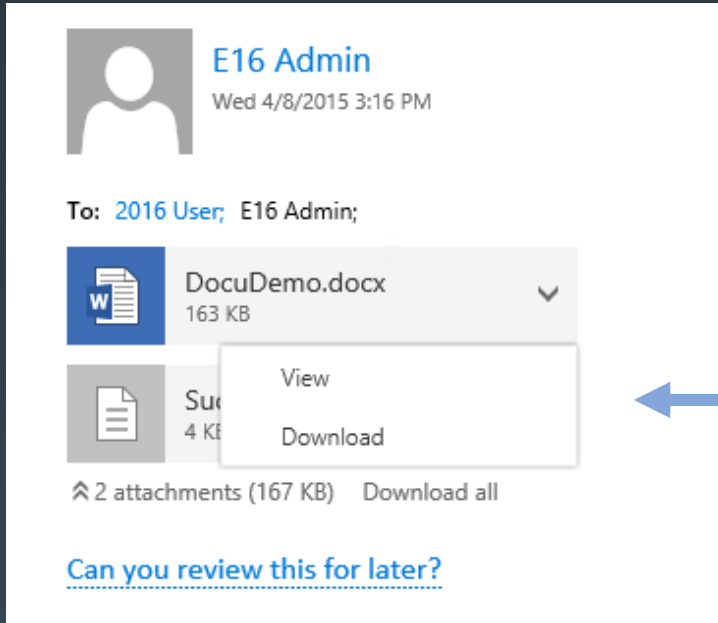 E16 Admin
Wed 4/8/2015 3:16 PM
To: 2016 User; E16 Admin;
W
DocuDemo.docx
163 KB
View
4
Download
2 attachments (167 KB) Download all
Can you review this for later?